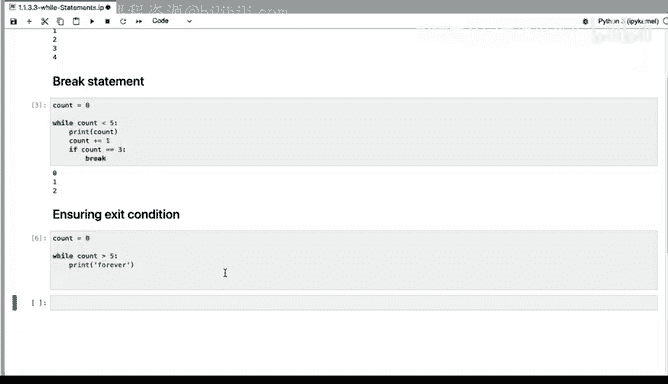 1.1.3.3-while-Statements.ip
Code
Python 3 (ipykernel)
1
2
3
4
Break statement
[3]:
count = 0
while count < 5:
print(count)
count += 1
if count == 3:
break
0
1
2
Ensuring exit condition
[6]:
count = 0
while count > 5:
print('forever')
[ ]: